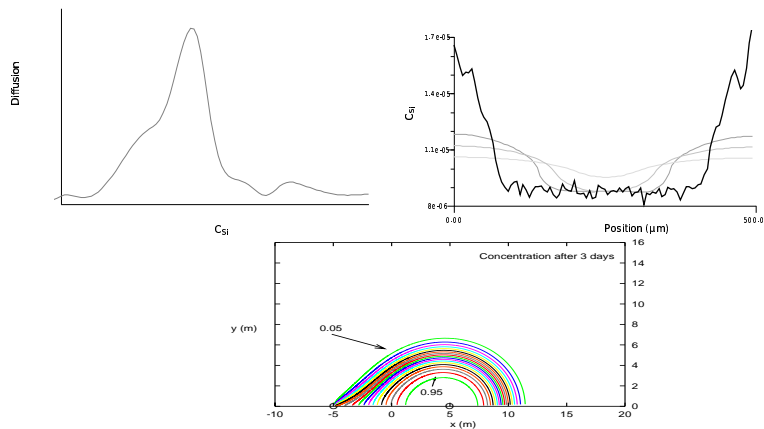 Diffusion
C_Si
1.7e-05
1.4e-05
1.1e-05
8e-06
C_Si
0.00
500.0
Position (µm)
Concentration after 3 days
y (m)
0.05
0.95
16
14
12
10
8
6
4
2
0
-10 -5 0 5 10 15 20
x (m)